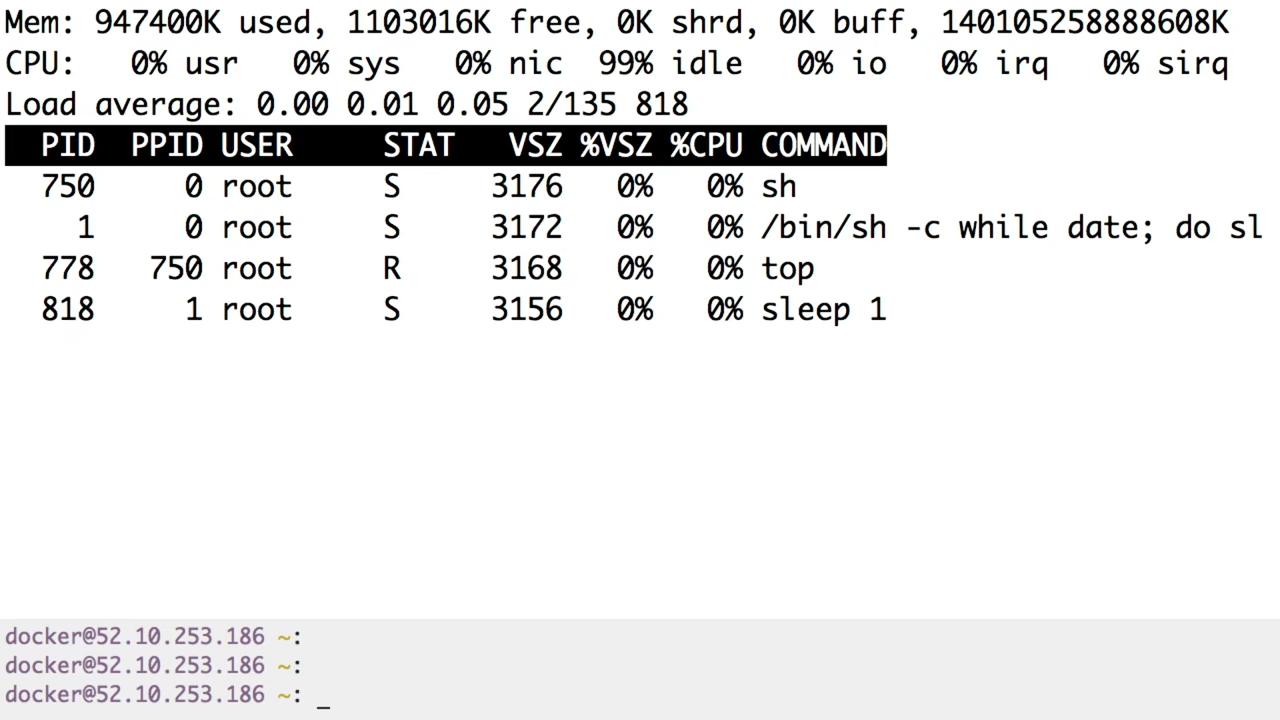 Mem: 947400K used, 1103016K free, 0K shrd, 0K buff, 140105258888608K
CPU:   0% usr   0% sys   0% nic  99% idle   0% io   0% irq   0% sirq
Load average: 0.00 0.01 0.05 2/135 818
PID  PPID USER     STAT   VSZ %VSZ %CPU COMMAND
750     0 root     S     3176   0%   0% sh
1     0 root     S     3172   0%   0% /bin/sh -c while date; do sl
778   750 root     R     3168   0%   0% top
818     1 root     S     3156   0%   0% sleep 1
docker@52.10.253.186 ~:
docker@52.10.253.186 ~:
docker@52.10.253.186 ~: _